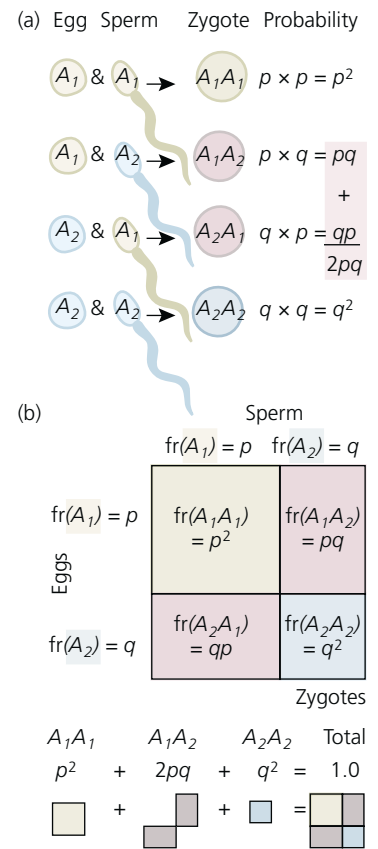 (a) Egg Sperm Zygote Probability
A₁ & A₁ → A₁A₁ p × p = p²
A₁ & A₂ → A₁A₂ p × q = pq
+
A₂ & A₁ → A₂A₁ q × p = qp
2pq
A₂ & A₂ → A₂A₂ q × q = q²
(b) Sperm
fr(A₁) = p fr(A₂) = q
Eggs
fr(A₁) = p
fr(A₁A₁)
= p²
fr(A₁A₂)
= pq
fr(A₂) = q
fr(A₂A₁)
= qp
fr(A₂A₂)
= q²
Zygotes
A₁A₁ A₁A₂ A₂A₂ Total
p² + 2pq + q² = 1.0
+ + =